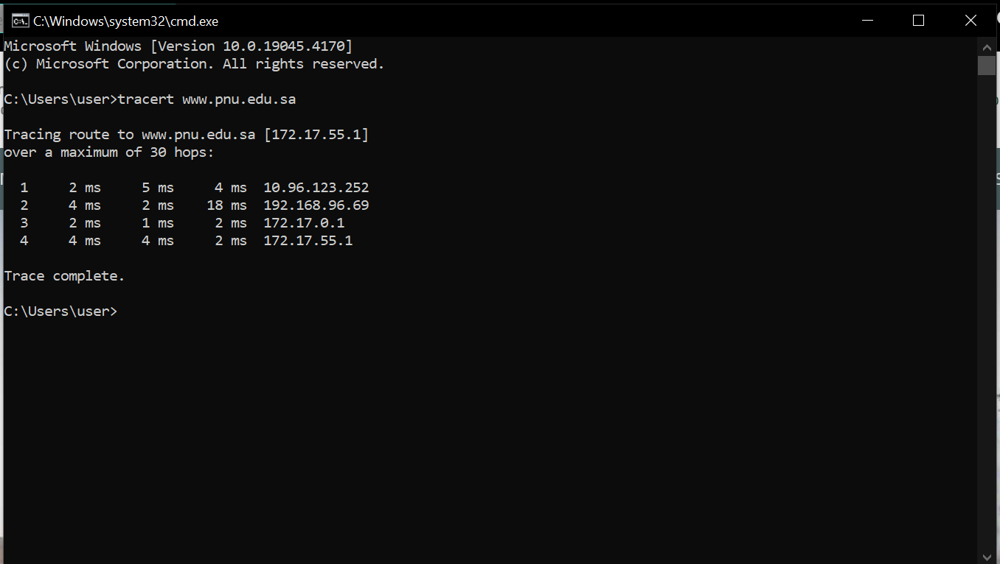 C:\Windows\system32\cmd.exe
Microsoft Windows [Version 10.0.19045.4170]
(c) Microsoft Corporation. All rights reserved.
C:\Users\user>tracert www.pnu.edu.sa
Tracing route to www.pnu.edu.sa [172.17.55.1]
over a maximum of 30 hops:
1 2 ms 5 ms 4 ms 10.96.123.252
2 4 ms 2 ms 18 ms 192.168.96.69
3 2 ms 1 ms 2 ms 172.17.0.1
4 4 ms 4 ms 2 ms 172.17.55.1
Trace complete.
C:\Users\user>